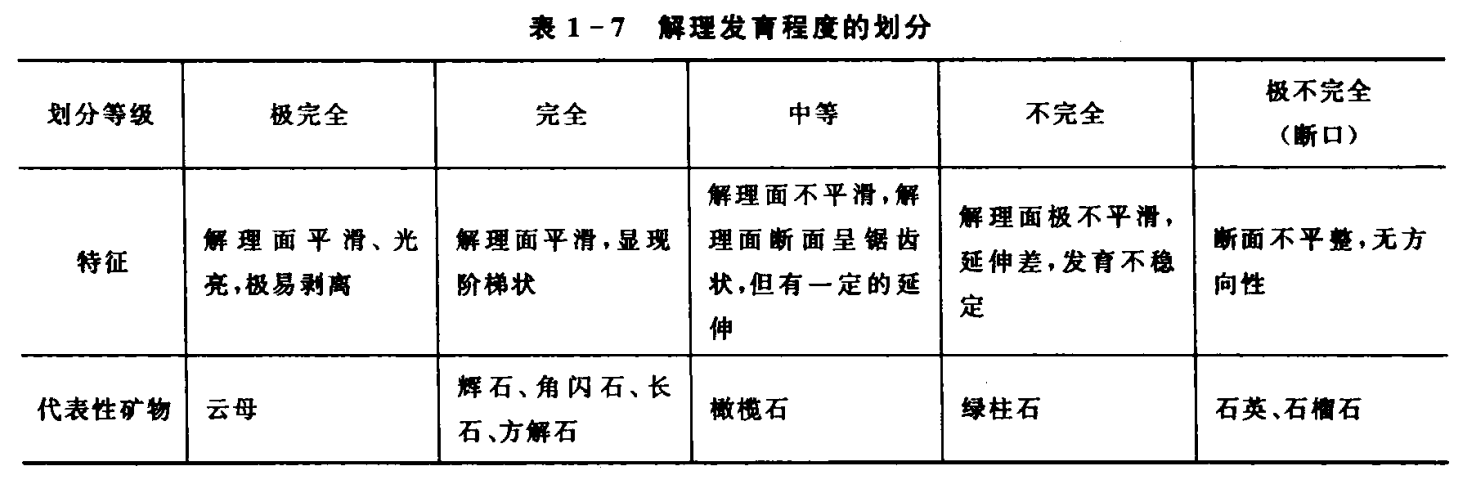 表 1-7 解理发育程度的划分
划分等级
极完全
完全
中等
不完全
极不完全
（断口）
特征
解理面平滑、光
亮,极易剥离
解理面平滑,显现
阶梯状
解理面不平滑,解
理面断面呈锯齿
状,但有一定的延
伸
解理面极不平滑,
延伸差,发育不稳
定
断面不平整,无方
向性
代表性矿物
云母
辉石、角闪石、长
石、方解石
橄榄石
绿柱石
石英、石榴石